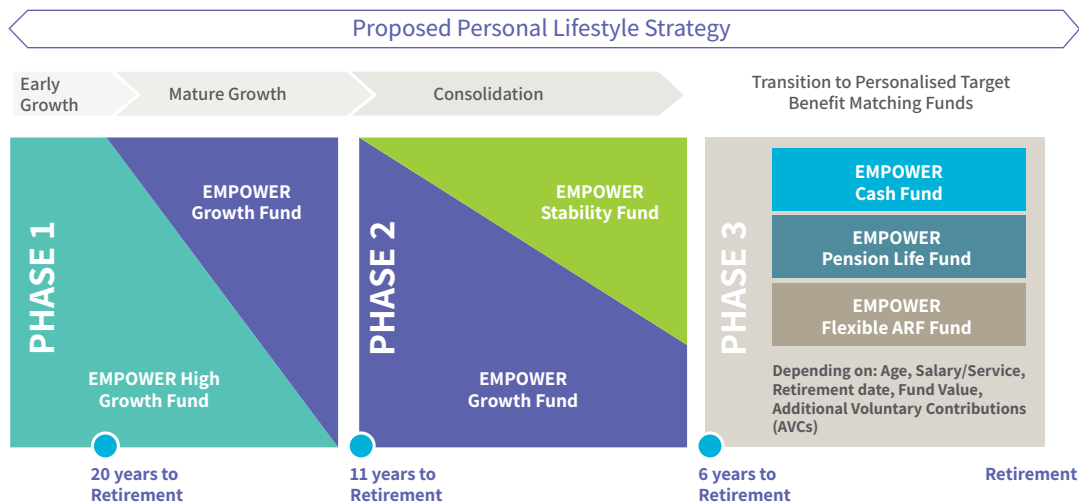 Proposed Personal Lifestyle Strategy
Early
Growth
Mature Growth
Consolidation
Transition to Personalised Target
Benefit Matching Funds
PHASE 1
EMPOWER
Growth Fund
EMPOWER High
Growth Fund
PHASE 2
EMPOWER
Stability Fund
EMPOWER
Growth Fund
PHASE 3
EMPOWER
Cash Fund
EMPOWER
Pension Life Fund
EMPOWER
Flexible ARF Fund
Depending on: Age, Salary/Service,
Retirement date, Fund Value,
Additional Voluntary Contributions
(AVCs)
20 years to
Retirement
11 years to
Retirement
6 years to
Retirement
Retirement